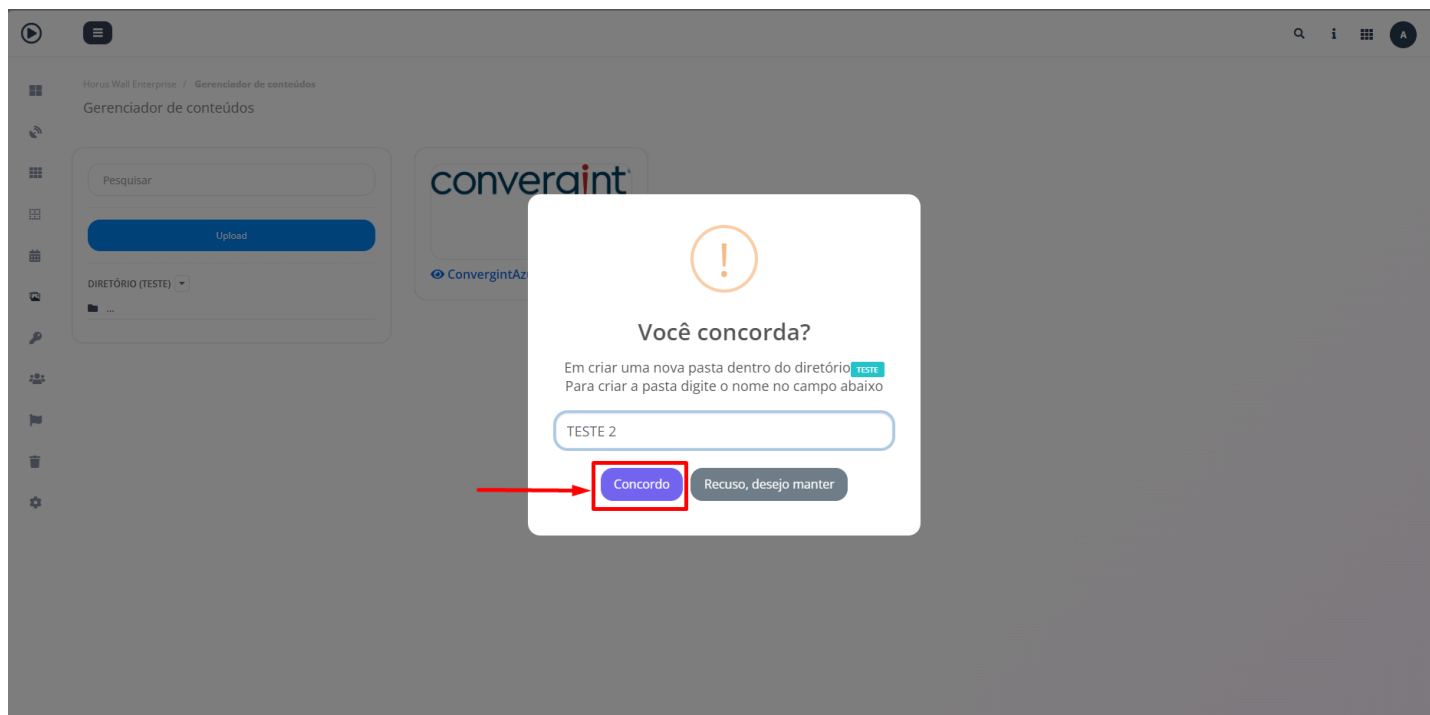 A
Horus Wall Enterprise / Gerenciador de conteúdos
Gerenciador de conteúdos
Pesquisar
Upload
DIRETÓRIO (TESTE)
...
convergint
ConvergintAz
!
Você concorda?
Em criar uma nova pasta dentro do diretório TESTE
Para criar a pasta digite o nome no campo abaixo
TESTE 2
Concordo
Recuso, desejo manter